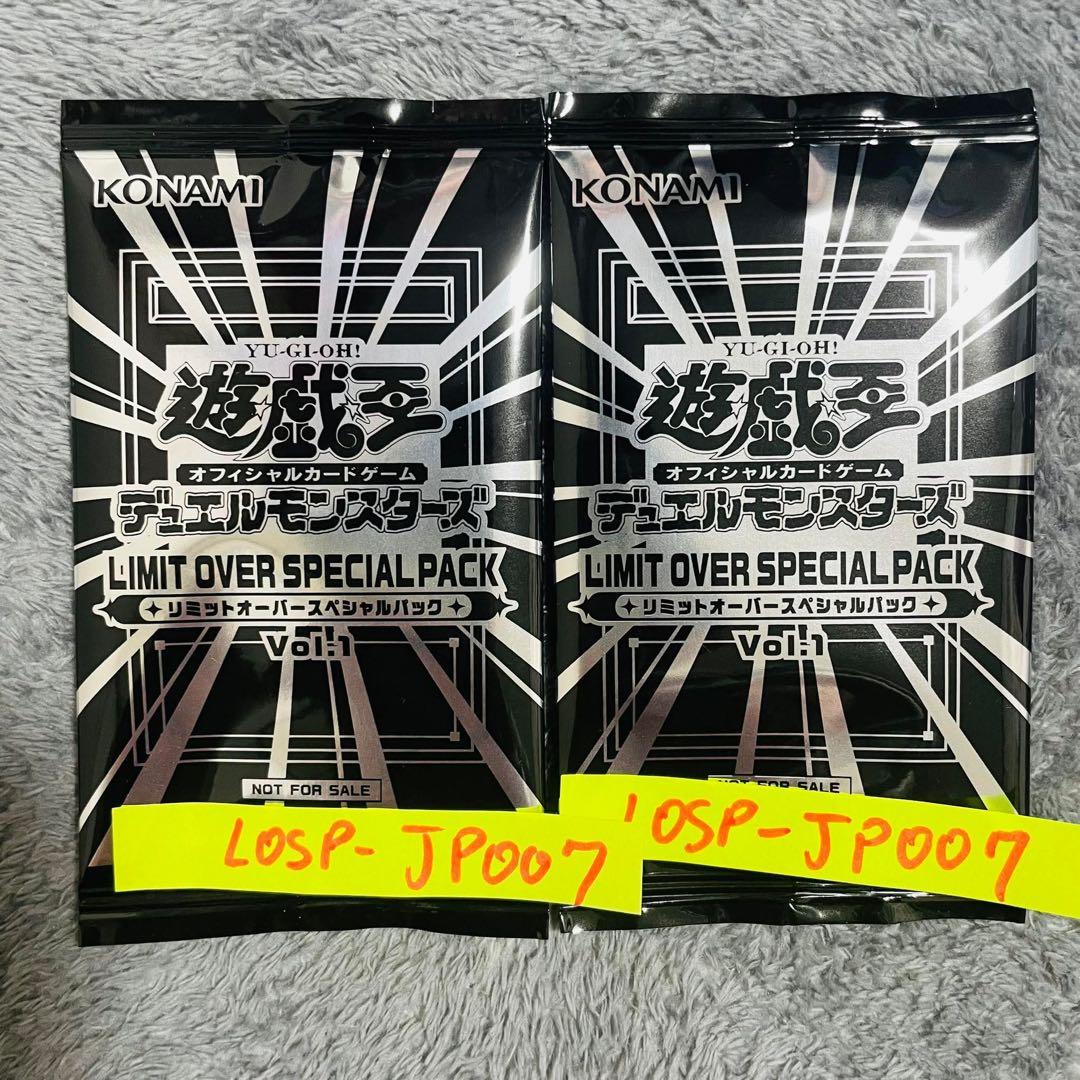 KONAMI
YU-GI-OH!
遊戯王
オフィシャルカードゲーム
デュエルモンスターズ
LIMIT OVER SPECIAL PACK
リミットオーバースペシャルパック
Vol.1
NOT FOR SALE
LOSP-JP007
KONAMI
YU-GI-OH!
遊戯王
オフィシャルカードゲーム
デュエルモンスターズ
LIMIT OVER SPECIAL PACK
リミットオーバースペシャルパック
Vol.1
NOT FOR SALE
LOSP-JP007